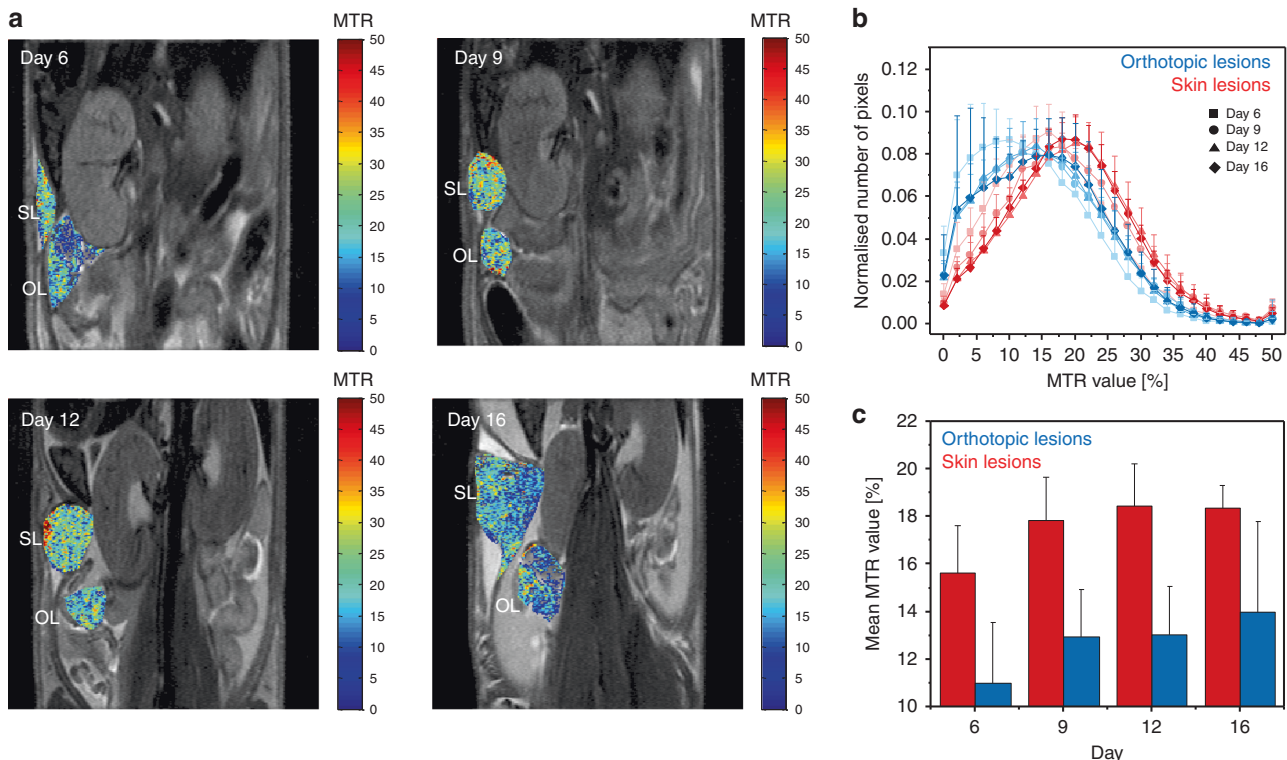 a
MTR
Day 6
50
45
40
35
30
25
20
15
10
5
0
SL
OL
MTR
Day 9
50
45
40
35
30
25
20
15
10
5
0
SL
OL
MTR
Day 12
50
45
40
35
30
25
20
15
10
5
0
SL
OL
MTR
Day 16
50
45
40
35
30
25
20
15
10
5
0
SL
OL
b
Orthotopic lesions
Skin lesions
Day 6
Day 9
Day 12
Day 16
Normalised number of pixels
0.12
0.10
0.08
0.06
0.04
0.02
0.00
0 5 10 15 20 25 30 35 40 45 50
MTR value [%]
c
Orthotopic lesions
Skin lesions
Mean MTR value [%]
22
20
18
16
14
12
10
6 9 12 16
Day